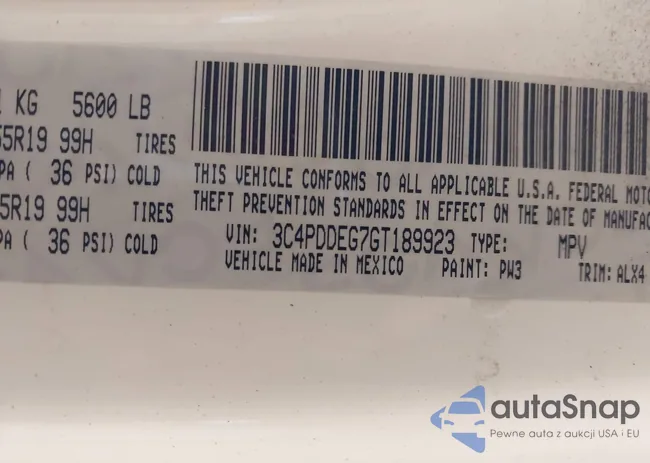 KG 5600 LB
5R19 99H TIRES
PA ( 36 PSI) COLD
5R19 99H TIRES
PA ( 36 PSI) COLD
THIS VEHICLE CONFORMS TO ALL APPLICABLE U.S.A. FEDERAL MOTO
THEFT PREVENTION STANDARDS IN EFFECT ON THE DATE OF MANUFAC
VIN: 3C4PDDEG7GT189923 TYPE: MPV
VEHICLE MADE IN MEXICO PAINT: PW3 TRIM: ALX4
autaSnap
Pewne auta z aukcji USA i EU